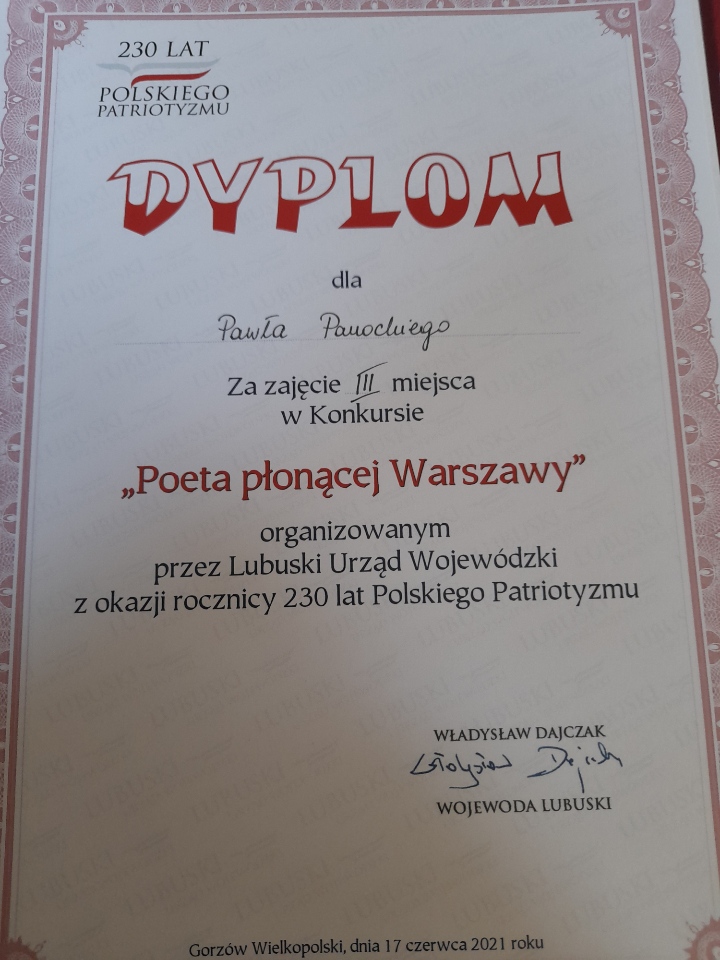 230 LAT
POLSKIEGO
PATRIOTYZMU
DYPLOM
dla
Pawła Panockiego
Za zajęcie III miejsca
w Konkursie
„Poeta płonącej Warszawy”
organizowanym
przez Lubuski Urząd Wojewódzki
z okazji rocznicy 230 lat Polskiego Patriotyzmu
WŁADYSŁAW DAJCZAK
WOJEWODA LUBUSKI
Gorzów Wielkopolski, dnia 17 czerwca 2021 roku